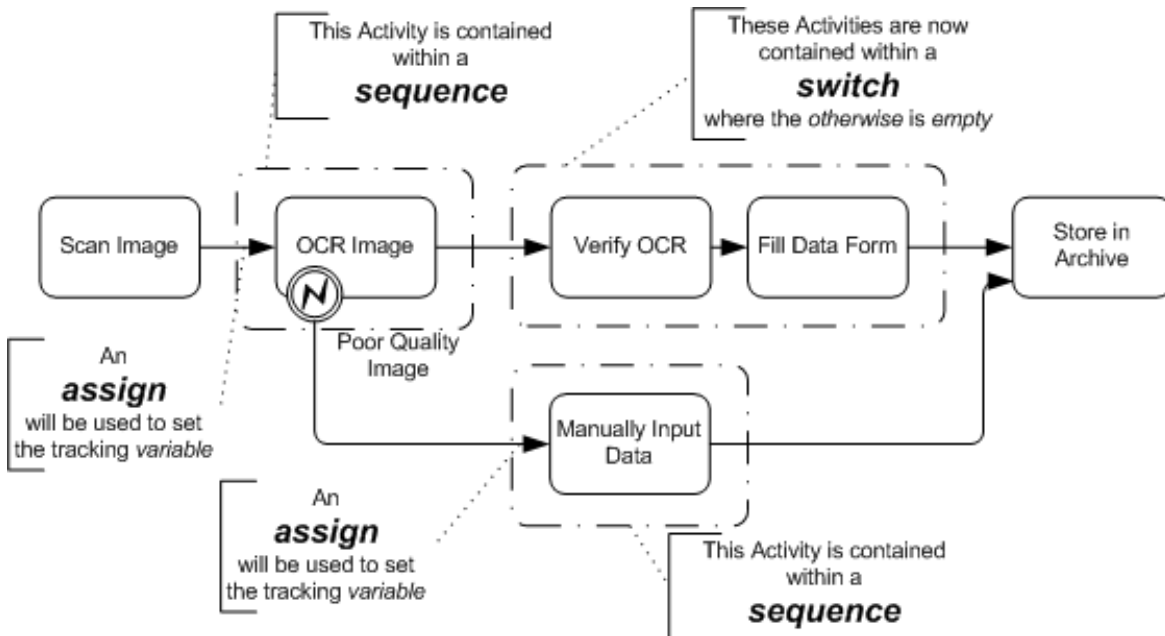 This Activity is contained
within a
sequence
These Activities are now
contained within a
switch
where the otherwise is empty
Scan Image
OCR Image
Verify OCR
Fill Data Form
Store in
Archive
Poor Quality
Image
An
assign
will be used to set
the tracking variable
Manually Input
Data
An
assign
will be used to set
the tracking variable
This Activity is contained
within a
sequence